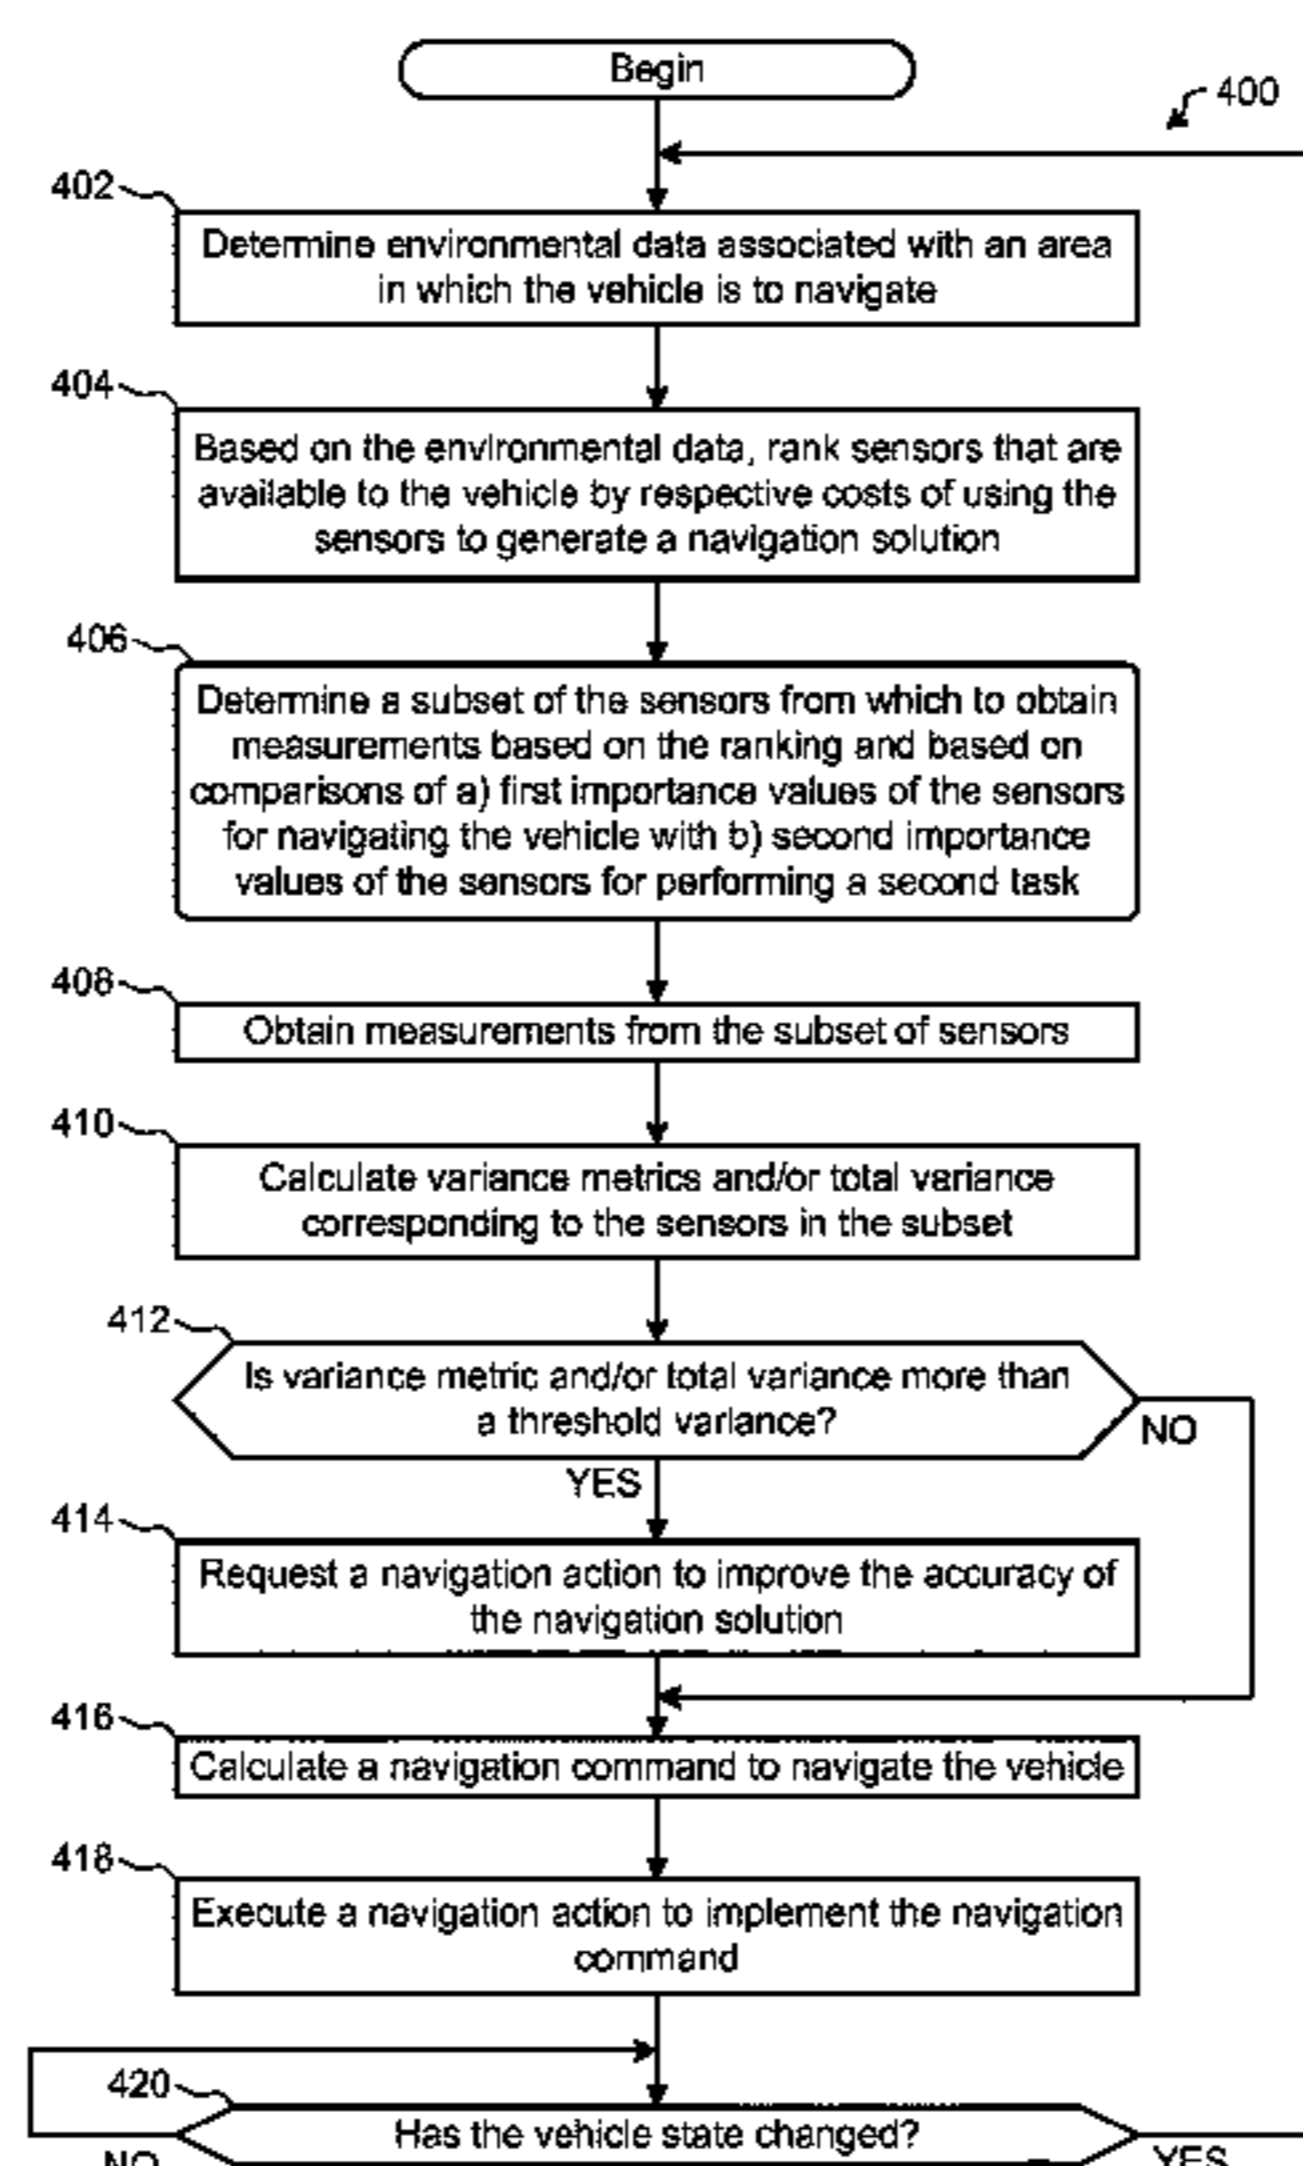 Begin
400
402
Determine environmental data associated with an area
in which the vehicle is to navigate
404
Based on the environmental data, rank sensors that are
available to the vehicle by respective costs of using the
sensors to generate a navigation solution
406
Determine a subset of the sensors from which to obtain
measurements based on the ranking and based on
comparisons of a) first importance values of the sensors
for navigating the vehicle with b) second importance
values of the sensors for performing a second task
408
Obtain measurements from the subset of sensors
410
Calculate variance metrics and/or total variance
corresponding to the sensors in the subset
412
Is variance metric and/or total variance more than
a threshold variance?
NO
YES
414
Request a navigation action to improve the accuracy of
the navigation solution
416
Calculate a navigation command to navigate the vehicle
418
Execute a navigation action to implement the navigation
command
420
Has the vehicle state changed?
NO
YES